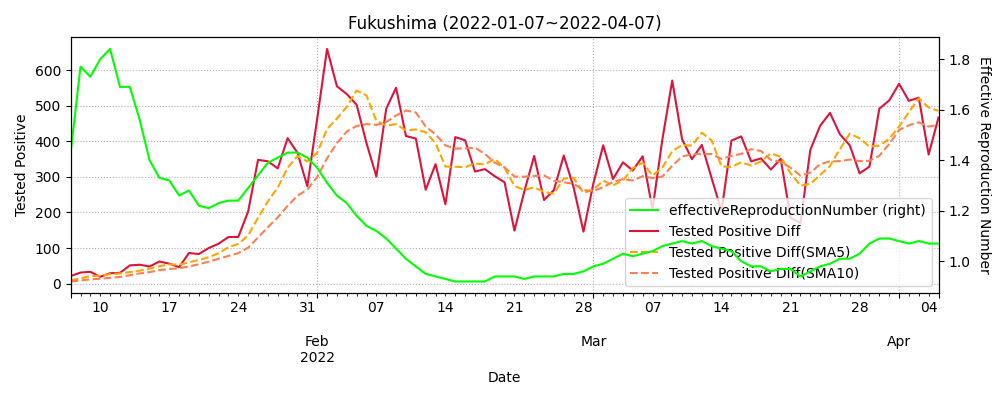 Fukushima (2022-01-07~2022-04-07)
Tested Positive
600
500
400
300
200
100
0
1.8
1.6
1.4
1.2
1.0
Effective Reproduction Number
effectiveReproductionNumber (right)
Tested Positive Diff
Tested Positive Diff(SMA5)
Tested Positive Diff(SMA10)
10 17 24 31 07 14 21 28 07 14 21 28 04
Feb Mar Apr
2022
Date